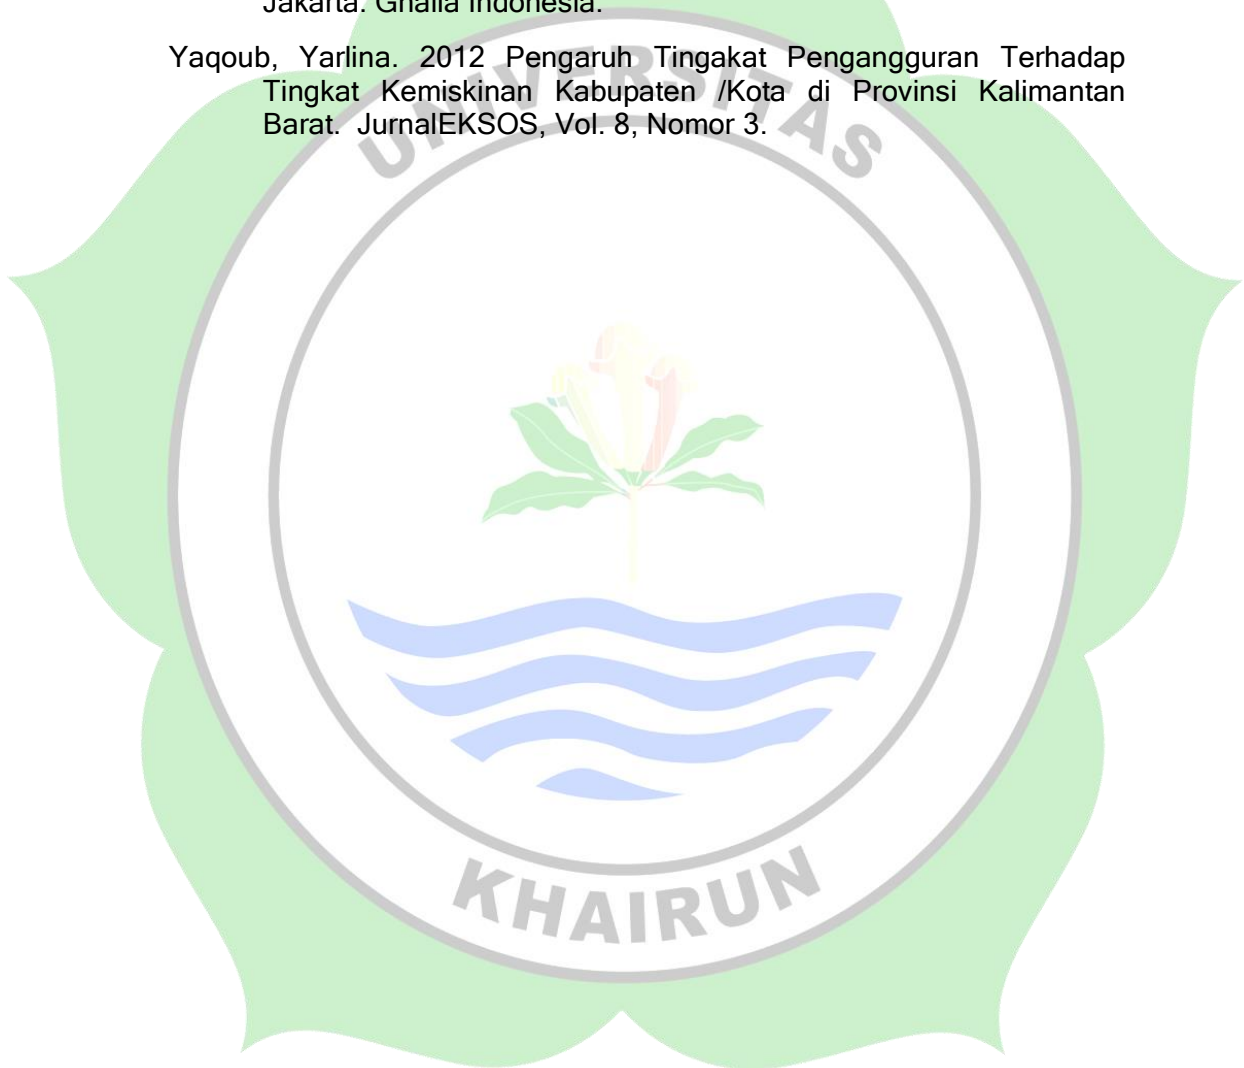 Jakarta. Ghalia Indonesia.
Yaqoub, Yarlina. 2012 Pengaruh Tingakat Pengangguran Terhadap
Tingkat Kemiskinan Kabupaten /Kota di Provinsi Kalimantan
Barat. JurnalEKSOS, Vol. 8, Nomor 3.
UNIVERSITAS
KHAIRUN